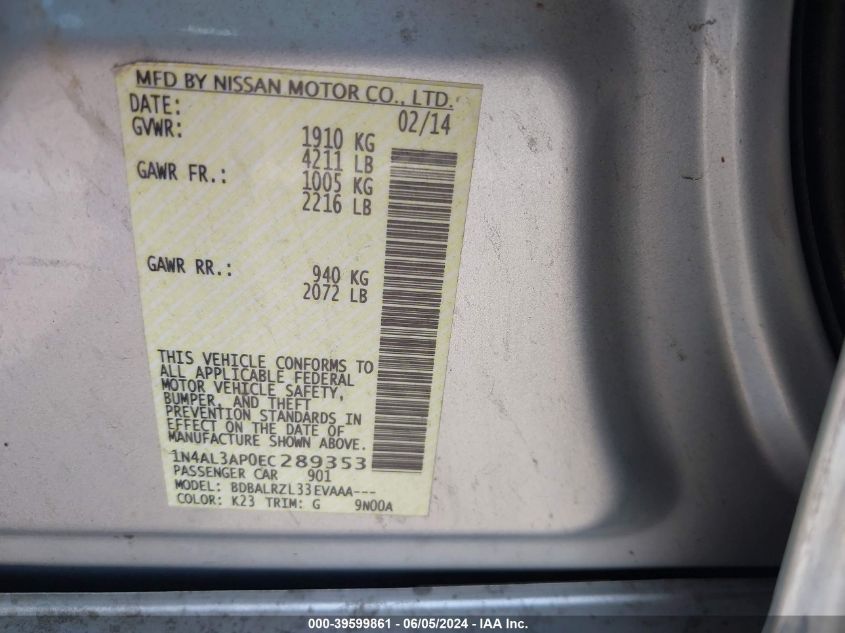 MFD BY NISSAN MOTOR CO., LTD.
DATE: 02/14
GVWR: 1910 KG
4211 LB
GAWR FR.: 1005 KG
2216 LB
GAWR RR.: 940 KG
2072 LB
THIS VEHICLE CONFORMS TO
ALL APPLICABLE FEDERAL
MOTOR VEHICLE SAFETY,
BUMPER, AND THEFT
PREVENTION STANDARDS IN
EFFECT ON THE DATE OF
MANUFACTURE SHOWN ABOVE.
1N4AL3AP0EC289353
PASSENGER CAR 901
MODEL: BDBALRZL33EVAAA---
COLOR: K23 TRIM: G 9N00A
000-39599861 - 06/05/2024 - IAA Inc.